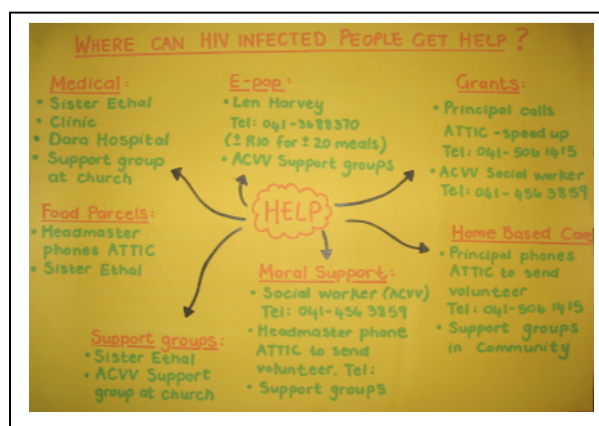 WHERE CAN HIV INFECTED PEOPLE GET HELP?
Medical:
• Sister Ethal
• Clinic
• Dara Hospital
• Support group
at church
E-pap:
• Len Harvey
Tel: 041-3688370
(± R10 for ± 20 meals)
• ACVV Support groups
Grants:
• Principal calls
ATTIC -speed up
Tel: 041-506 1415
• ACVV Social worker
Tel: 041-456 3859
Food Parcels:
• Headmaster
phones ATTIC
• Sister Ethal
HELP
Home Based Care
• Principal phones
ATTIC to send
volunteer
Tel: 041-506 1415
• Support groups
in Community
Support groups:
• Sister Ethal
• ACVV Support
group at church
Moral Support:
• Social worker (ACVV)
Tel: 041-456 3859
• Headmaster phone
ATTIC to send
volunteer. Tel:
• Support groups